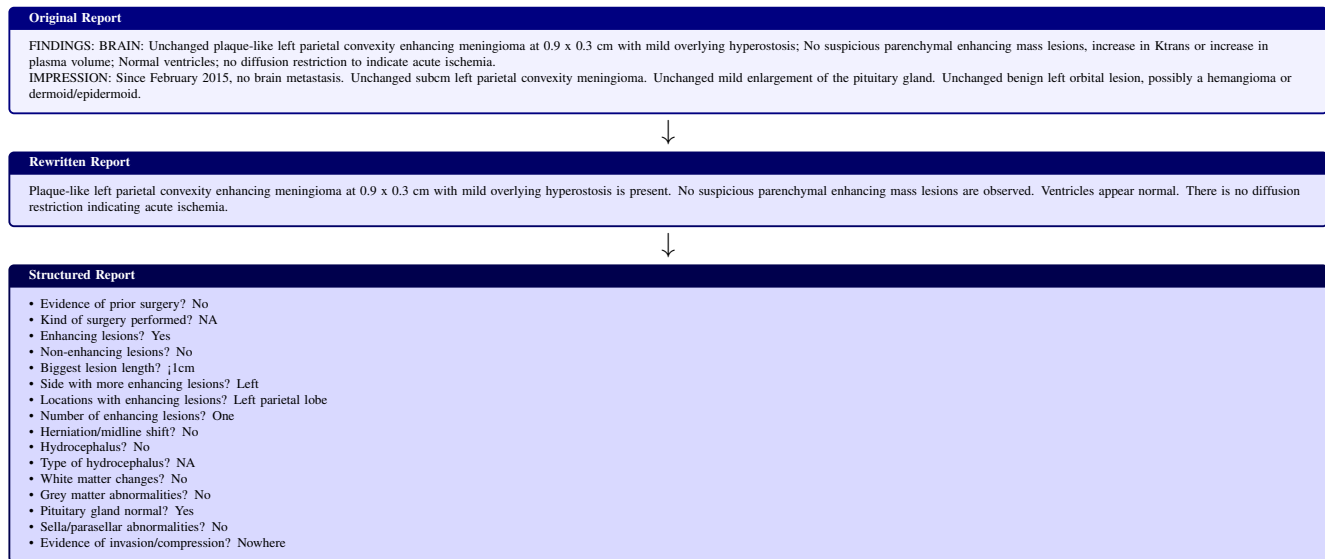 Original Report
FINDINGS: BRAIN: Unchanged plaque-like left parietal convexity enhancing meningioma at 0.9 x 0.3 cm with mild overlying hyperostosis; No suspicious parenchymal enhancing mass lesions, increase in Ktrans or increase in
plasma volume; Normal ventricles; no diffusion restriction to indicate acute ischemia.
IMPRESSION: Since February 2015, no brain metastasis. Unchanged subcm left parietal convexity meningioma. Unchanged mild enlargement of the pituitary gland. Unchanged benign left orbital lesion, possibly a hemangioma or
dermoid/epidermoid.
↓
Rewritten Report
Plaque-like left parietal convexity enhancing meningioma at 0.9 x 0.3 cm with mild overlying hyperostosis is present. No suspicious parenchymal enhancing mass lesions are observed. Ventricles appear normal. There is no diffusion
restriction indicating acute ischemia.
↓
Structured Report
• Evidence of prior surgery? No
• Kind of surgery performed? NA
• Enhancing lesions? Yes
• Non-enhancing lesions? No
• Biggest lesion length? ¡1cm
• Side with more enhancing lesions? Left
• Locations with enhancing lesions? Left parietal lobe
• Number of enhancing lesions? One
• Herniation/midline shift? No
• Hydrocephalus? No
• Type of hydrocephalus? NA
• White matter changes? No
• Grey matter abnormalities? No
• Pituitary gland normal? Yes
• Sella/parasellar abnormalities? No
• Evidence of invasion/compression? Nowhere